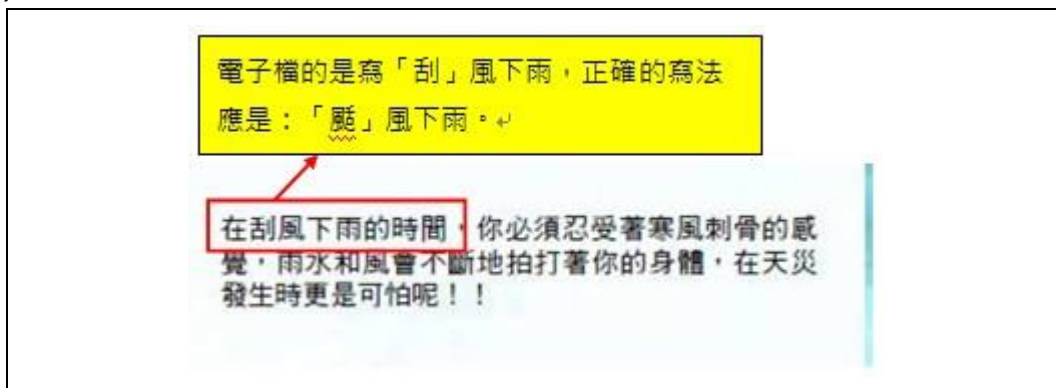 電子檔的是寫「刮」風下雨，正確的寫法
應是：「颳」風下雨。↵
在刮風下雨的時間，你必須忍受著寒風刺骨的感
覺，雨水和風會不斷地拍打著你的身體，在天災
發生時更是可怕呢！！